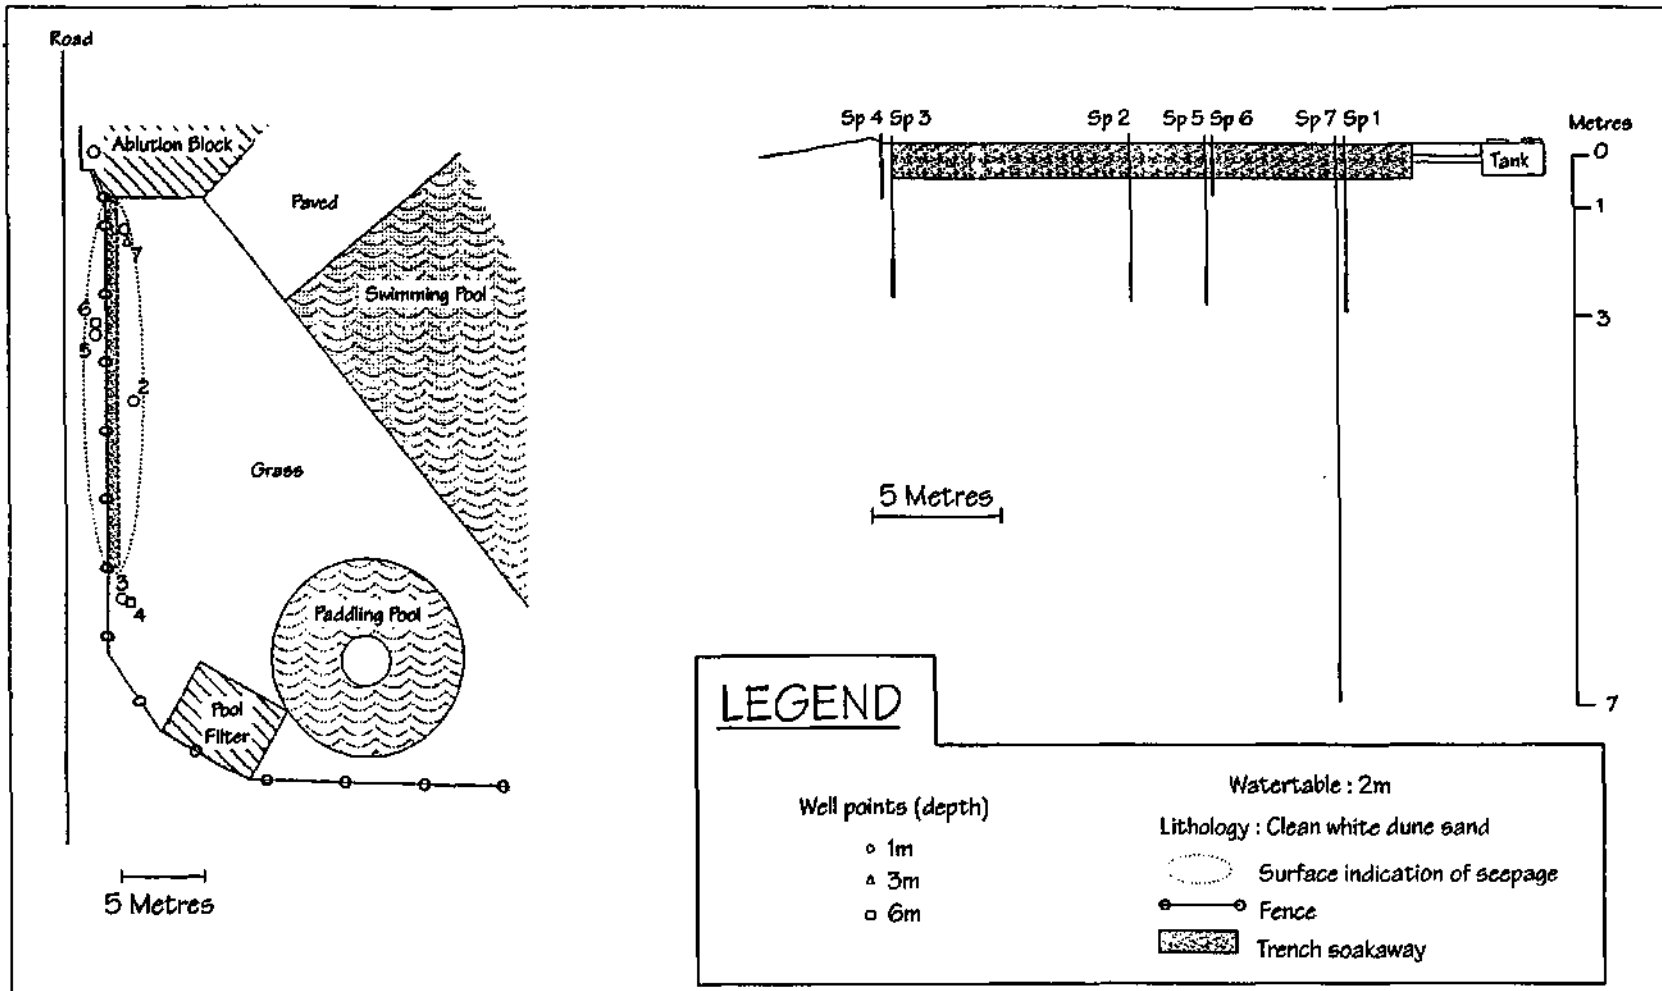 Road
Ablution Block
Paved
Swimming Pool
7
6
5
2
Grass
3
4
Paddling Pool
Pool
Filter
5 Metres
Sp 4 Sp 3
Sp 2
Sp 5 Sp 6
Sp 7 Sp 1
Metres
Tank
0
1
3
7
5 Metres
LEGEND
Well points (depth)
1m
3m
6m
Watertable : 2m
Lithology : Clean white dune sand
Surface indication of seepage
Fence
Trench soakaway